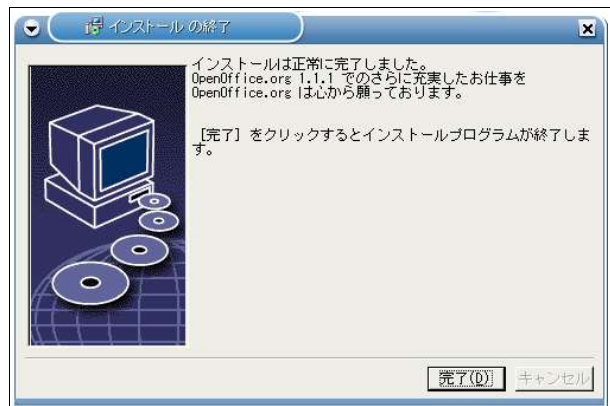 インストール の終了
インストールは正常に完了しました。
OpenOffice.org 1.1.1 でのさらに充実したお仕事を
OpenOffice.org は心から願っております。
［完了］をクリックするとインストールプログラムが終了しま
す。
完了(D)
キャンセル